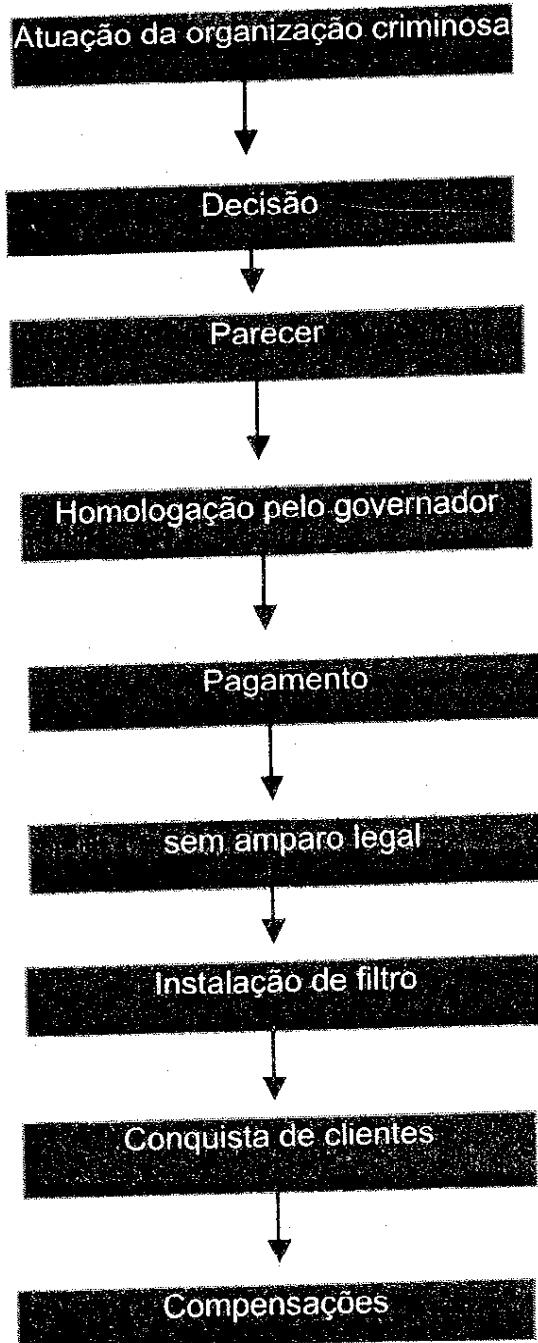 Atuação da organização criminosa
Decisão
Parecer
Homologação pelo governador
Pagamento
sem amparo legal
Instalação de filtro
Conquista de clientes
Compensações